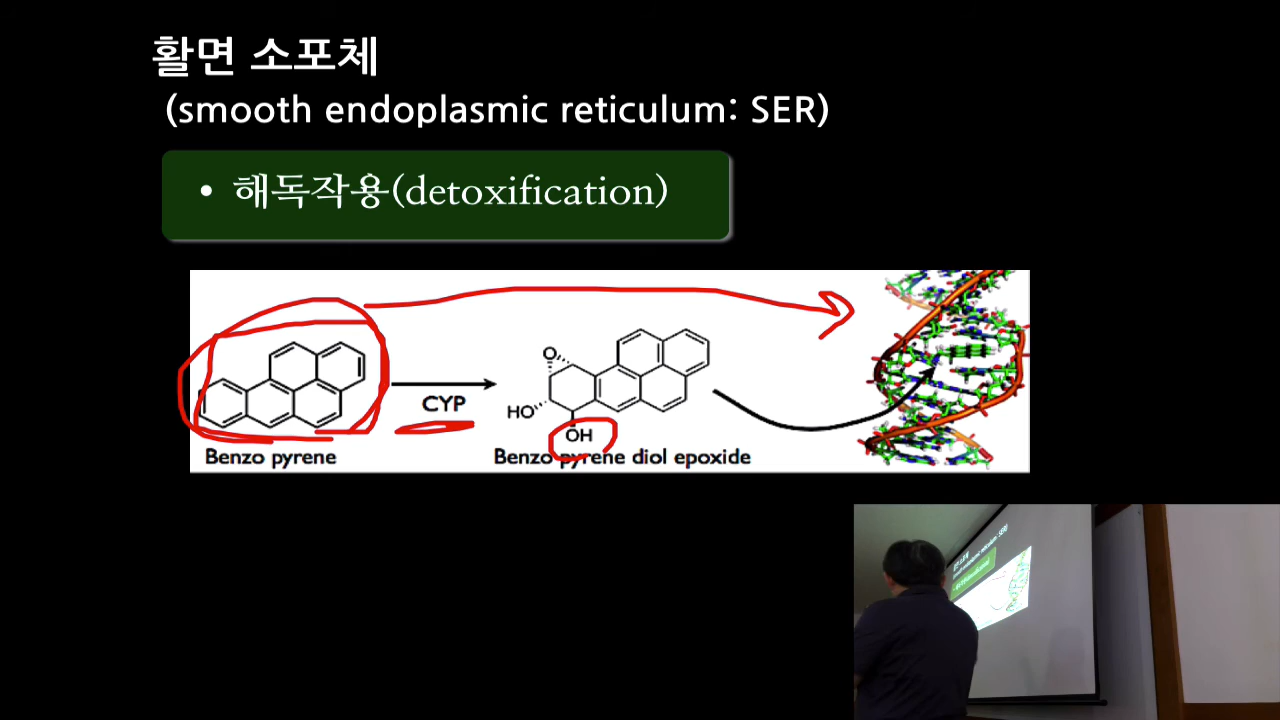 활면 소포체
(smooth endoplasmic reticulum: SER)
• 해독작용(detoxification)
O
HO
OH
CYP
Benzo pyrene
Benzo pyrene diol epoxide